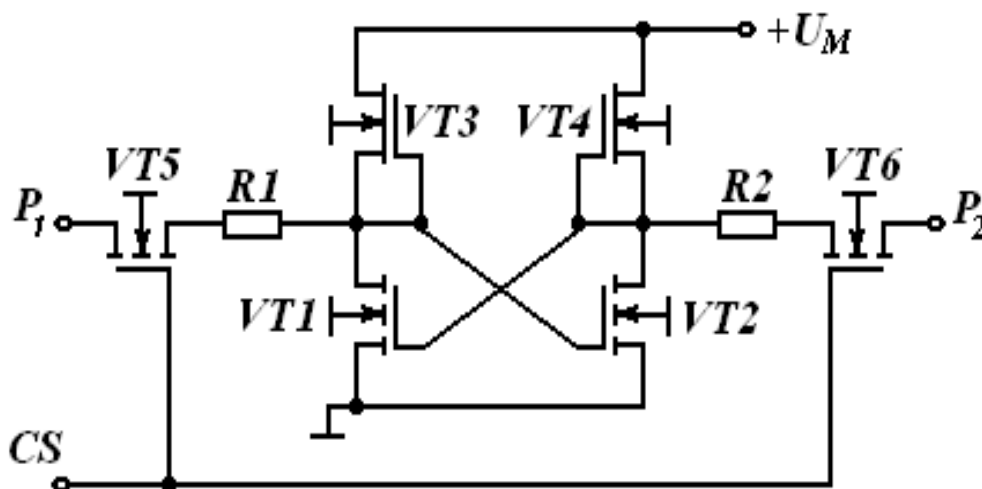 +U_M
VT3 VT4
VT5 R1 R2 VT6
P_1 P_2
VT1 VT2
CS